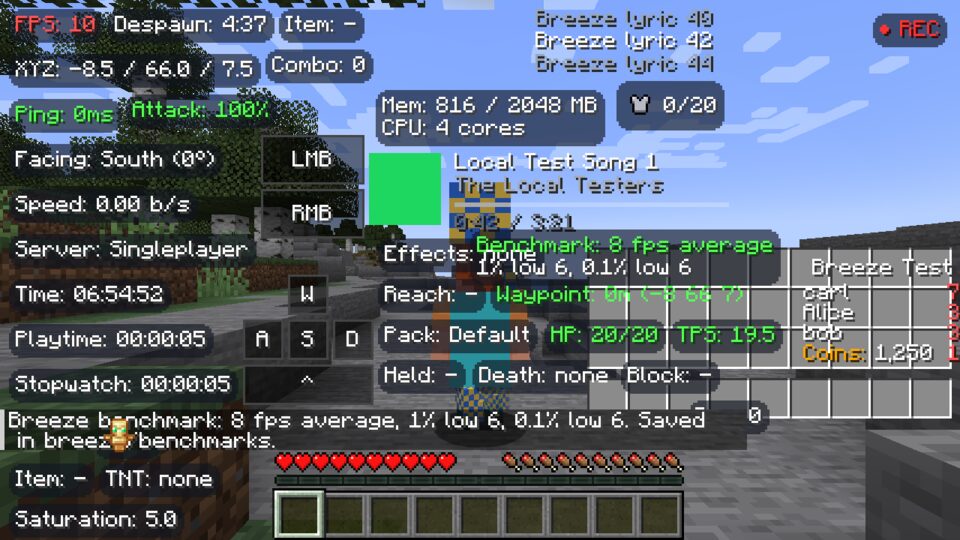 FPS: 10
Despawn: 4:37
Item: -
Breeze lyric 49
Breeze lyric 42
Breeze lyric 44
REC
XYZ: -8.5 / 66.0 / 7.5
Combo: 0
Ping: 0ms
Attack: 100%
Mem: 816 / 2048 MB
CPU: 4 cores
0/20
Facing: South (0°)
LMB
Local Test Song 1
The Local Testers
Speed: 0.00 b/s
RMB
/ 3:21
Server: Singleplayer
Effects: none
Benchmark: 8 fps average
1% low 6, 0.1% low 6
Breeze Test
Time: 06:54:52
W
Reach: -
Waypoint: 0m (-8 66 7)
carl
Alice
Playtime: 00:00:05
A
S
D
Pack: Default
HP: 20/20
TPS: 19.5
bob
Coins: 1,250
Stopwatch: 00:00:05
^
Held: -
Death: none
Block: -
Breeze benchmark: 8 fps average, 1% low 6, 0.1% low 6. Saved
in breeze/benchmarks.
0
Item: -
TNT: none
Saturation: 5.0